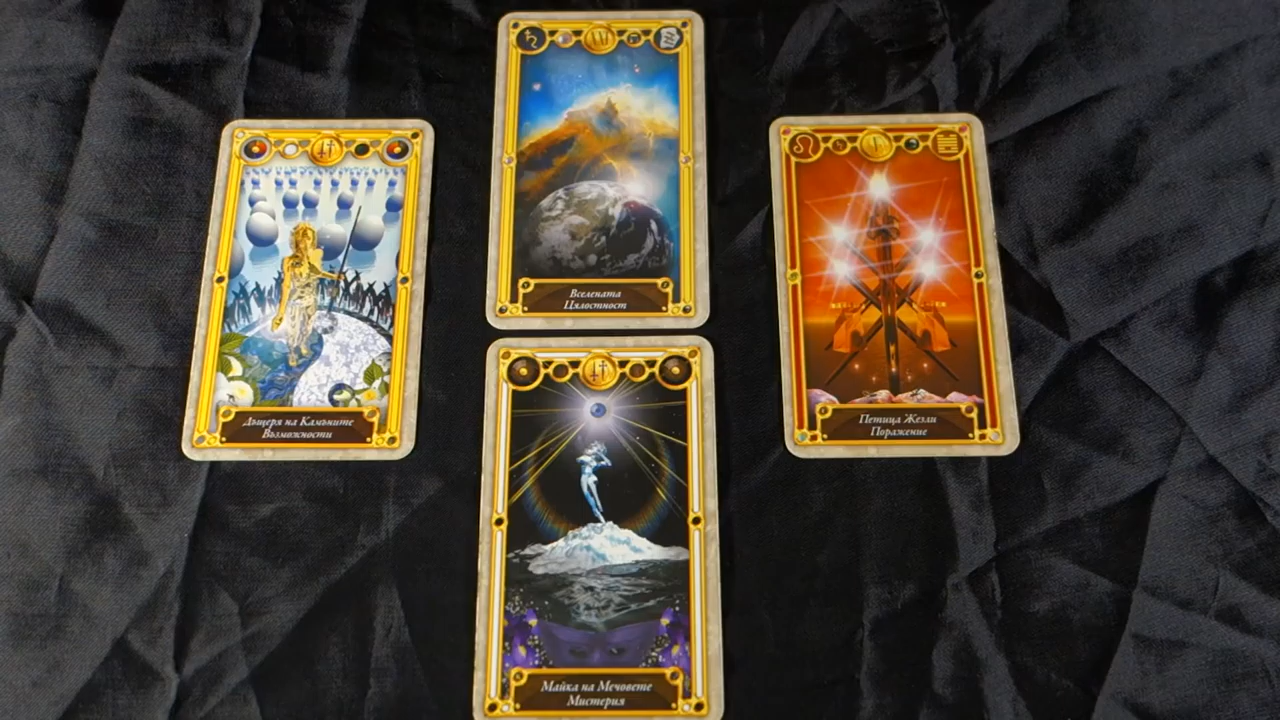 Вселената
Цялостност
Дъщеря на Камъните
Възможности
Петица Жезли
Поражение
Майка на Мечовете
Мистерия